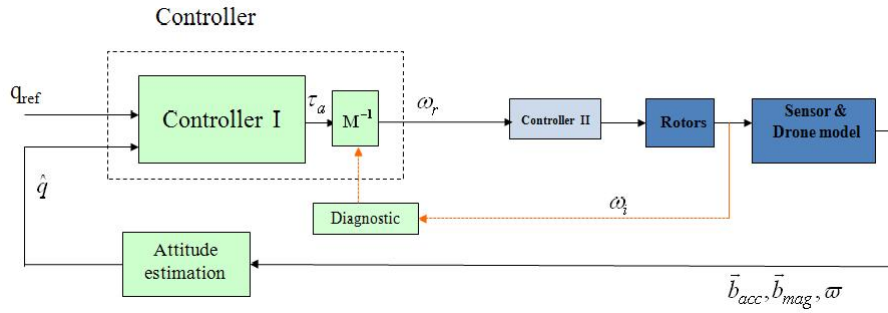 Controller
q_ref
Controller I
τ_a
M⁻¹
ω_r
Controller II
Rotors
Sensor &
Drone model
q̂
Diagnostic
ω_i
Attitude
estimation
b⃗_acc, b⃗_mag, ϖ